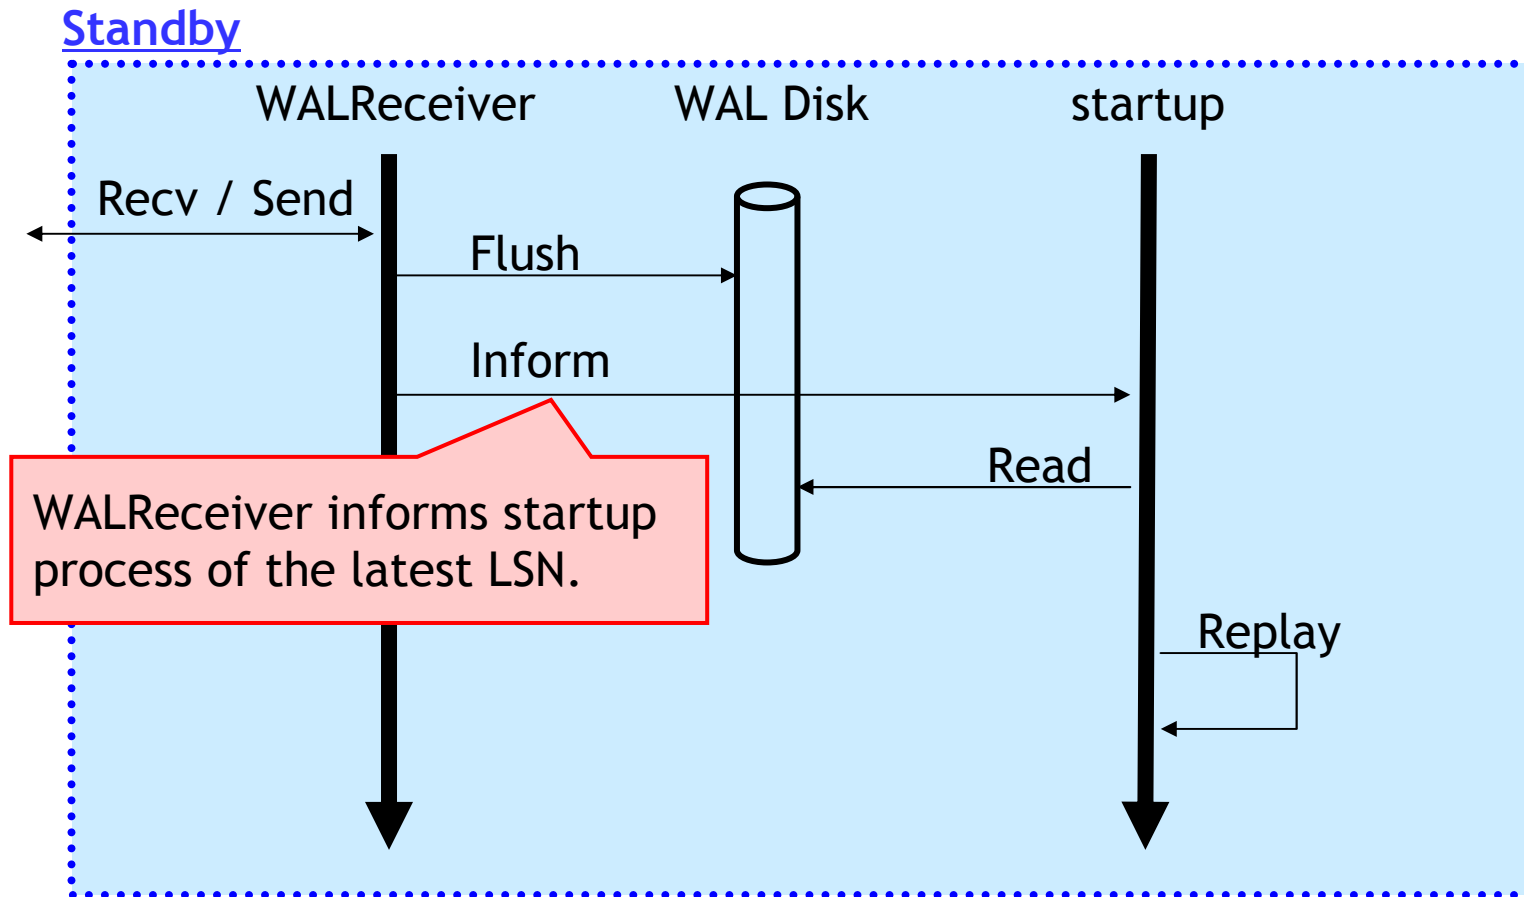 Standby
WALReceiver
WAL Disk
startup
Recv / Send
Flush
Inform
Read
WALReceiver informs startup
process of the latest LSN.
Replay